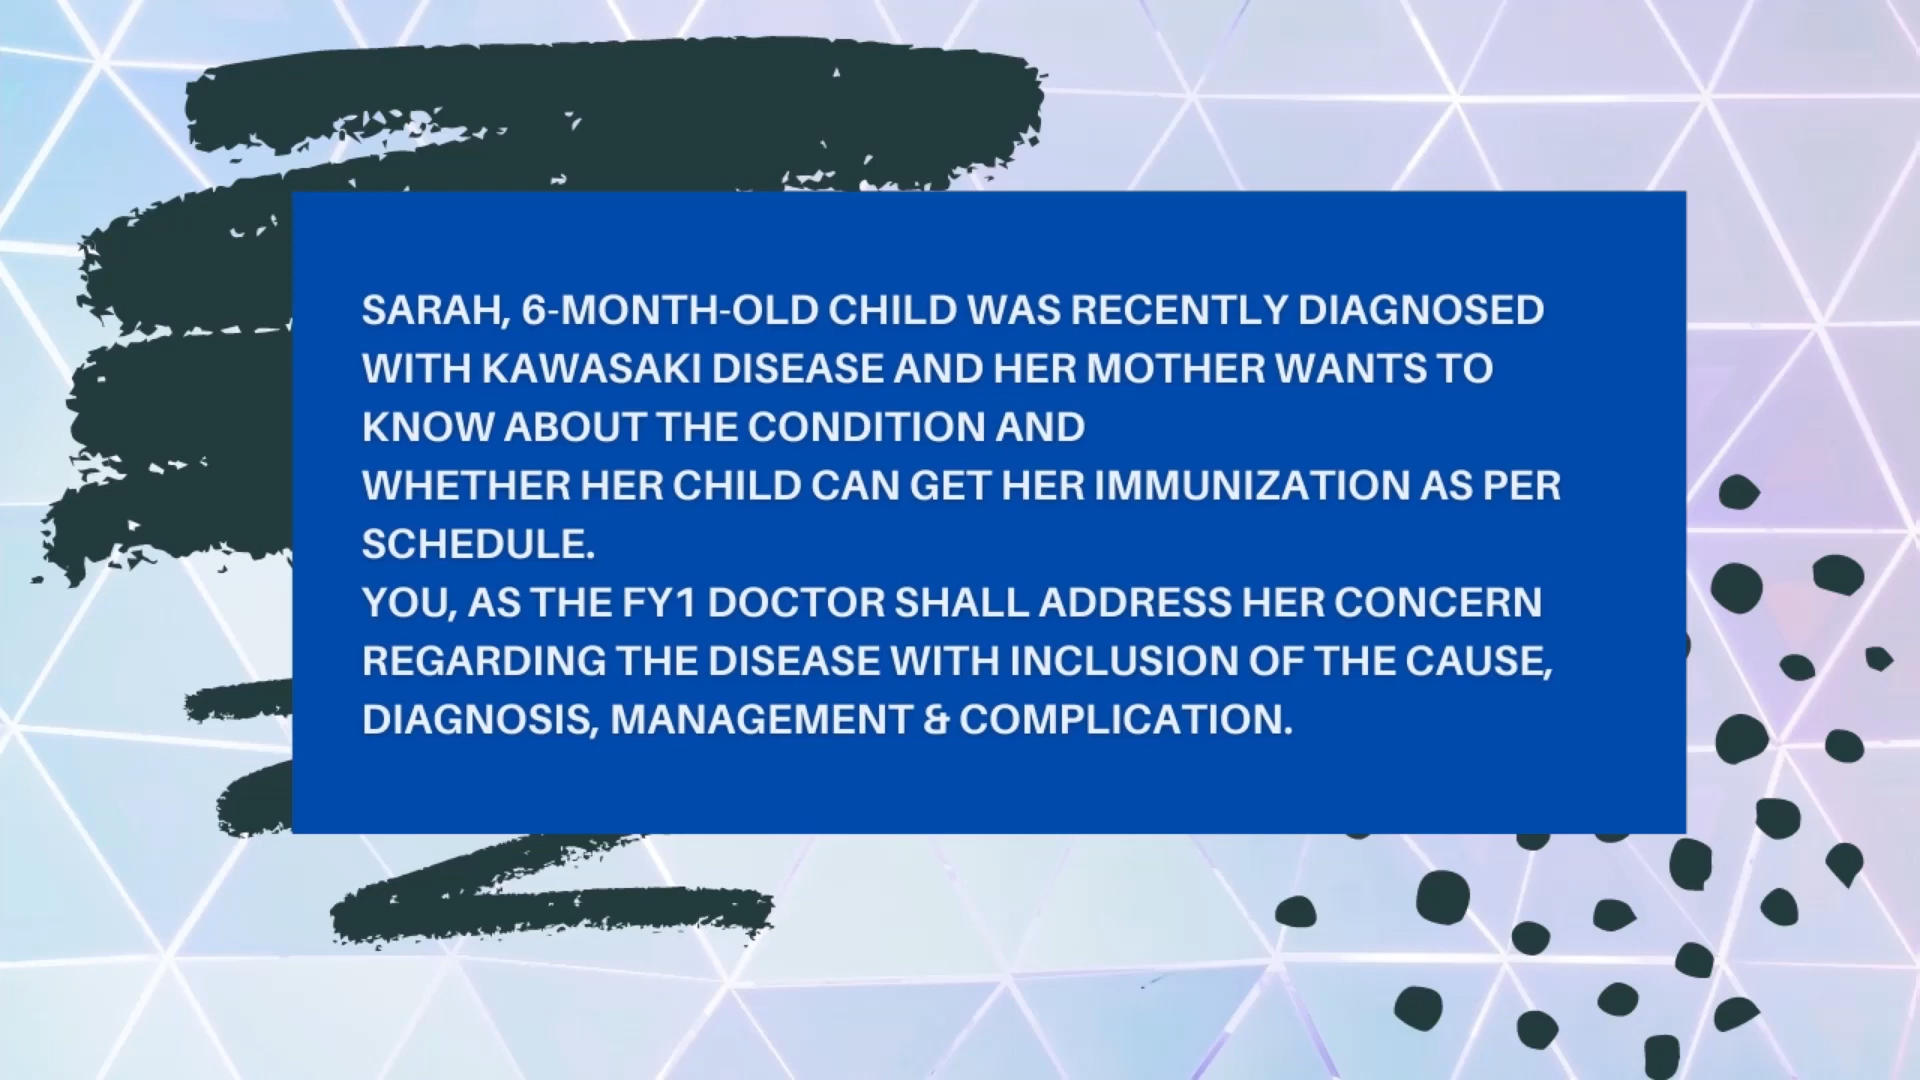 SARAH, 6-MONTH-OLD CHILD WAS RECENTLY DIAGNOSED
WITH KAWASAKI DISEASE AND HER MOTHER WANTS TO
KNOW ABOUT THE CONDITION AND
WHETHER HER CHILD CAN GET HER IMMUNIZATION AS PER
SCHEDULE.
YOU, AS THE FY1 DOCTOR SHALL ADDRESS HER CONCERN
REGARDING THE DISEASE WITH INCLUSION OF THE CAUSE,
DIAGNOSIS, MANAGEMENT & COMPLICATION.